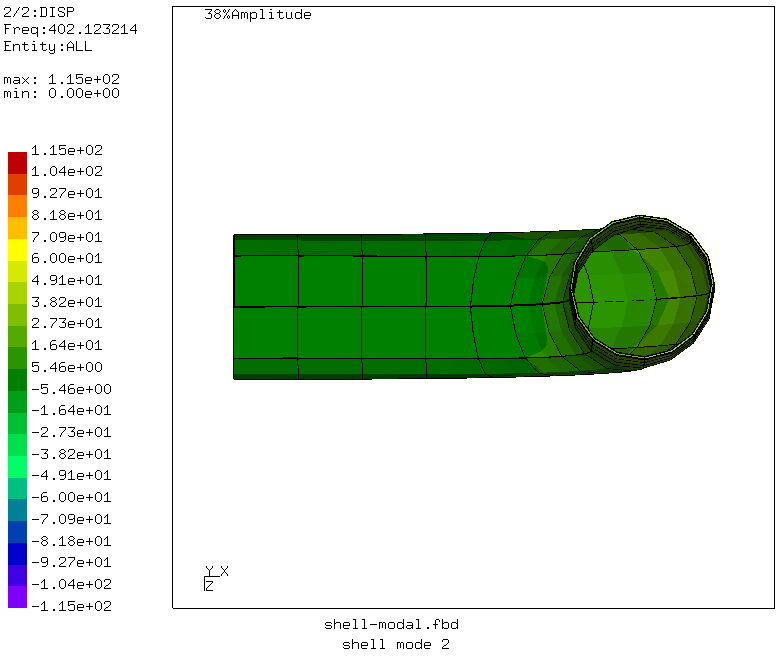 2/2:DISP
Freq:402.123214
Entity:ALL
max: 1.15e+02
min: 0.00e+00
38%Amplitude
1.15e+02
1.04e+02
9.27e+01
8.18e+01
7.09e+01
6.00e+01
4.91e+01
3.82e+01
2.73e+01
1.64e+01
5.46e+00
-5.46e+00
-1.64e+01
-2.73e+01
-3.82e+01
-4.91e+01
-6.00e+01
-7.09e+01
-8.18e+01
-9.27e+01
-1.04e+02
-1.15e+02
Y X
Z
shell-modal.fbd
shell mode 2